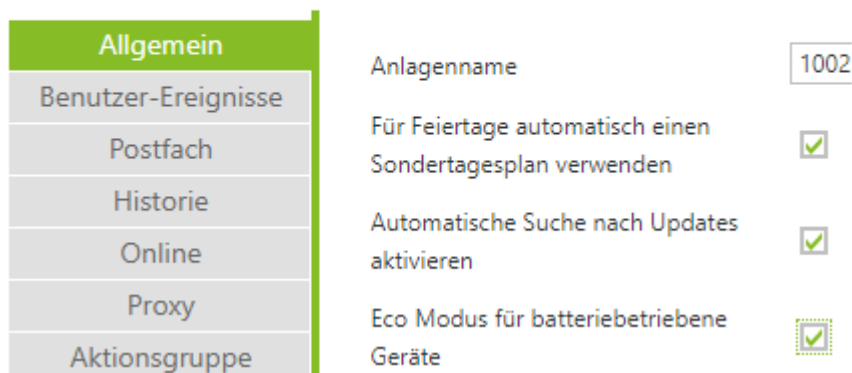 Allgemein
Benutzer-Ereignisse
Postfach
Historie
Online
Proxy
Aktionsgruppe
Anlagenname
1002
Für Feiertage automatisch einen
Sondertagesplan verwenden
Automatische Suche nach Updates
aktivieren
Eco Modus für batteriebetriebene
Geräte